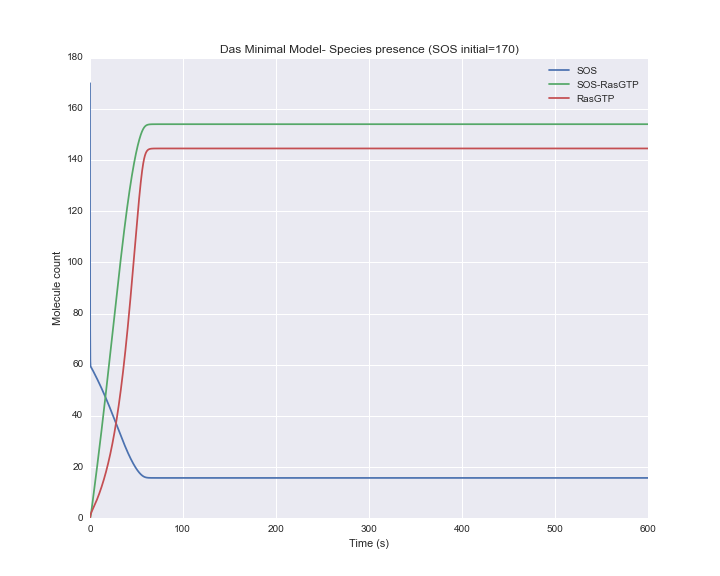 Das Minimal Model- Species presence (SOS initial=170)
SOS
SOS-RasGTP
RasGTP
180
160
140
120
100
80
60
40
20
0
Molecule count
0 100 200 300 400 500 600
Time (s)